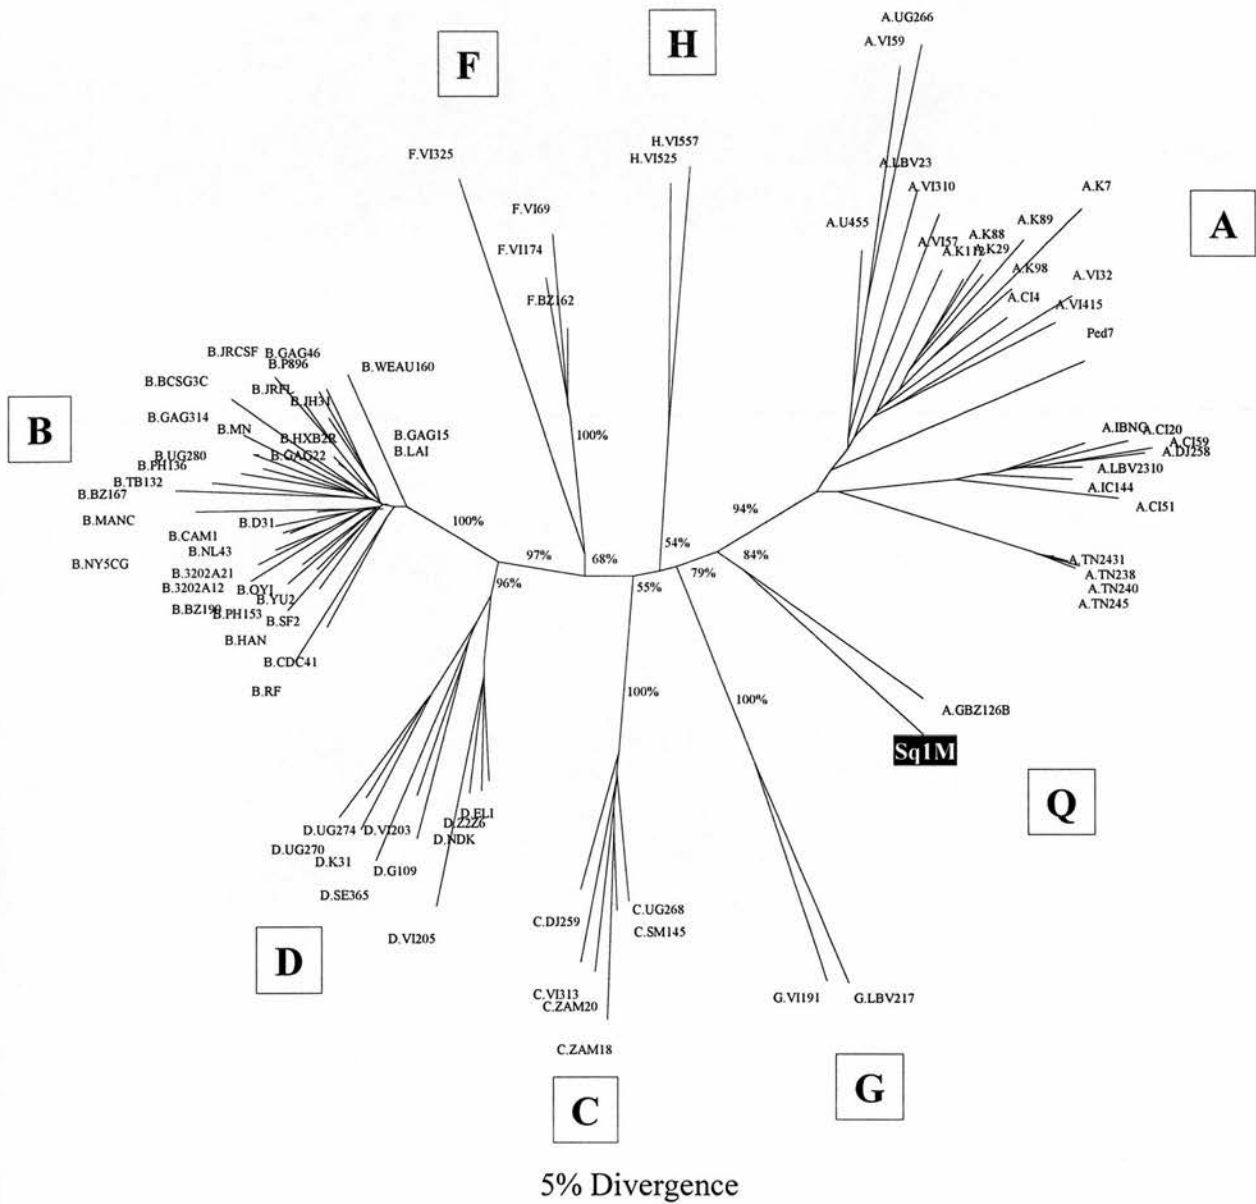 A.UG266
A.VI59
H
F
H.VI557
H.VI525
F.VI325
A.LBV23
A.VI310
A.K7
A
F.VI69
A.U455
A.K89
A.K88
A.VI57
A.K29
A.K112
F.VI174
A.K98
A.VI32
F.BZ162
A.CI4
A.VI415
Ped7
B.JRCSF
B.GAG46
B.P896
B.WEAU160
B.BCSG3C
B.JRFL
B.JH31
B
B.GAG314
B.MN
B.HXB2R
B.GAG15
B.LAI
100%
A.IBNG
A.CI20
A.CI59
A.DJ258
B.UG280
B.GAG22
B.PH136
A.LBV2310
B.TB132
A.IC144
B.BZ167
A.CI51
94%
B.MANC
B.D31
100%
B.CAM1
54%
B.NL43
97%
68%
84%
B.NY5CG
A.TN2431
B.3202A21
79%
A.TN238
B.3202A12
B.OYI
96%
55%
A.TN240
B.YU2
A.TN245
B.BZ190
B.PH153
B.SF2
B.HAN
B.CDC41
B.RF
100%
100%
A.GBZ126B
Sq1M
Q
D.ELI
D.UG274
D.VI203
D.Z2Z6
D.NDK
D.UG270
D.K31
D.G109
D.SE365
C.UG268
C.DJ259
C.SM145
D.VI205
D
C.VI313
C.ZAM20
G.VI191
G.LBV217
C.ZAM18
G
C
5% Divergence